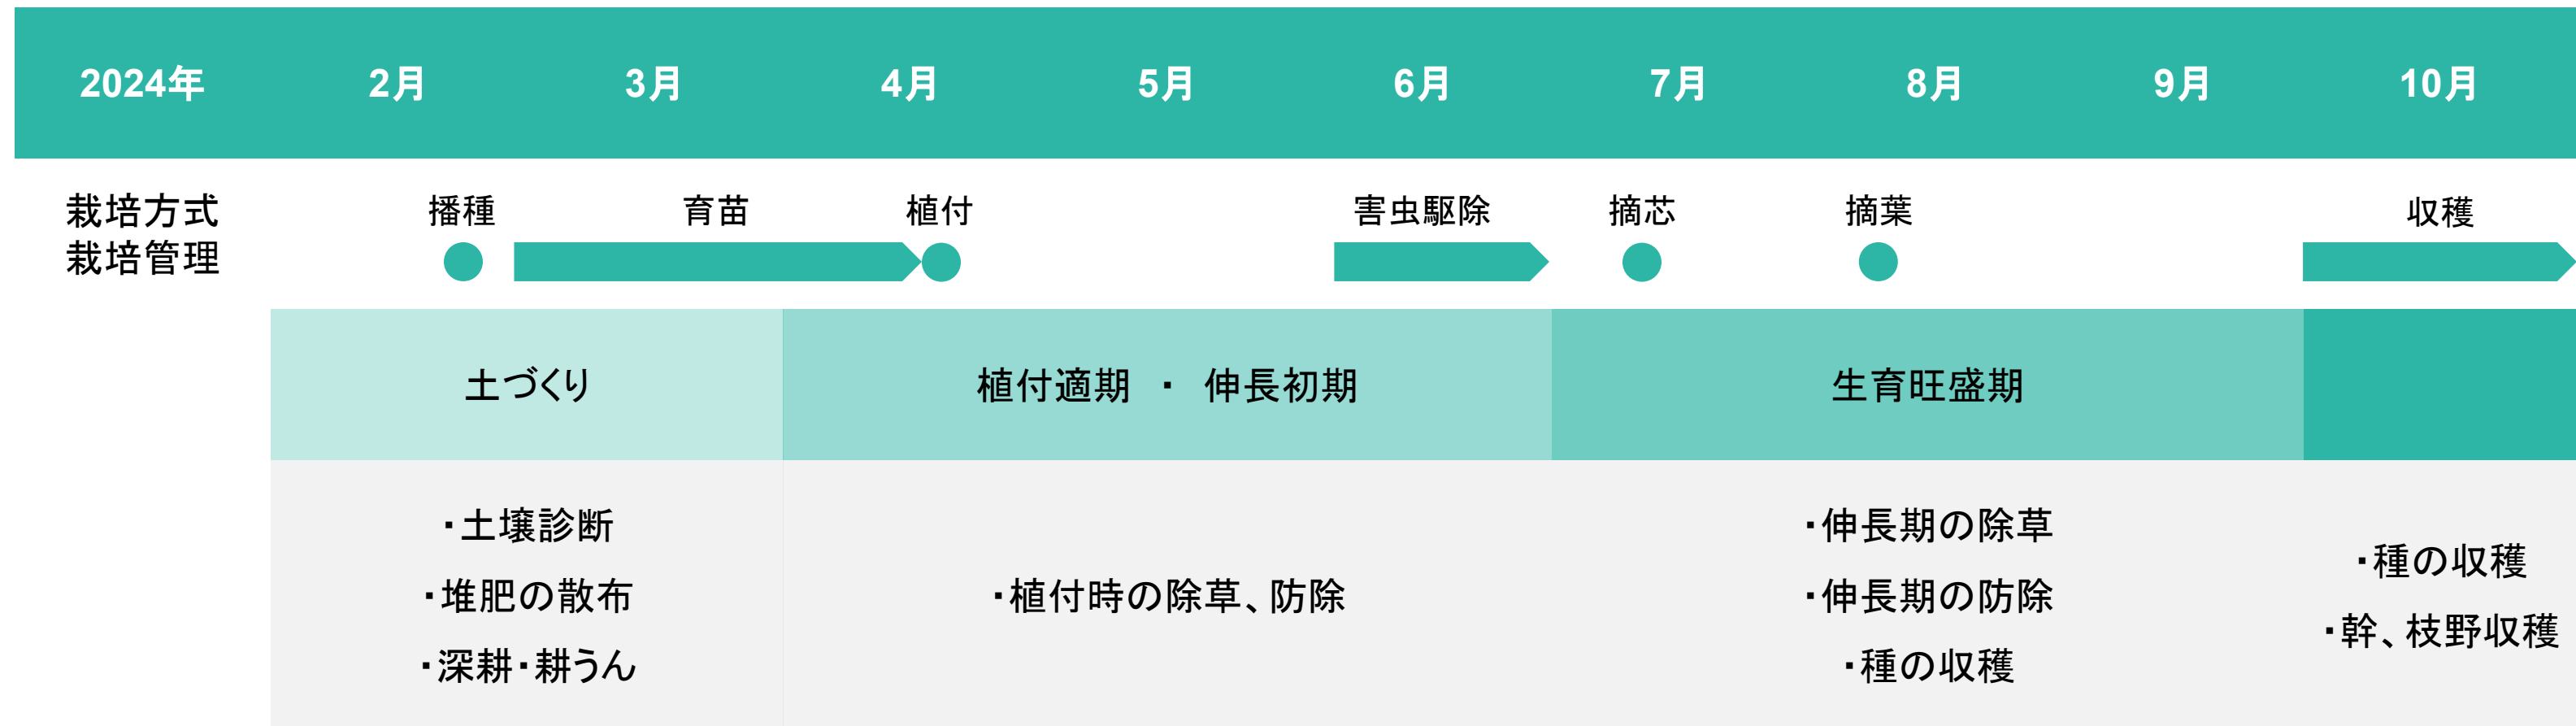 2024年 2月 3月 4月 5月 6月 7月 8月 9月 10月
栽培方式
栽培管理
播種 育苗 植付 害虫駆除 摘芯 摘葉 収穫
土づくり 植付適期 ・ 伸長初期 生育旺盛期
・土壌診断
・堆肥の散布
・深耕・耕うん
・植付時の除草、防除
・伸長期の除草
・伸長期の防除
・種の収穫
・種の収穫
・幹、枝野収穫